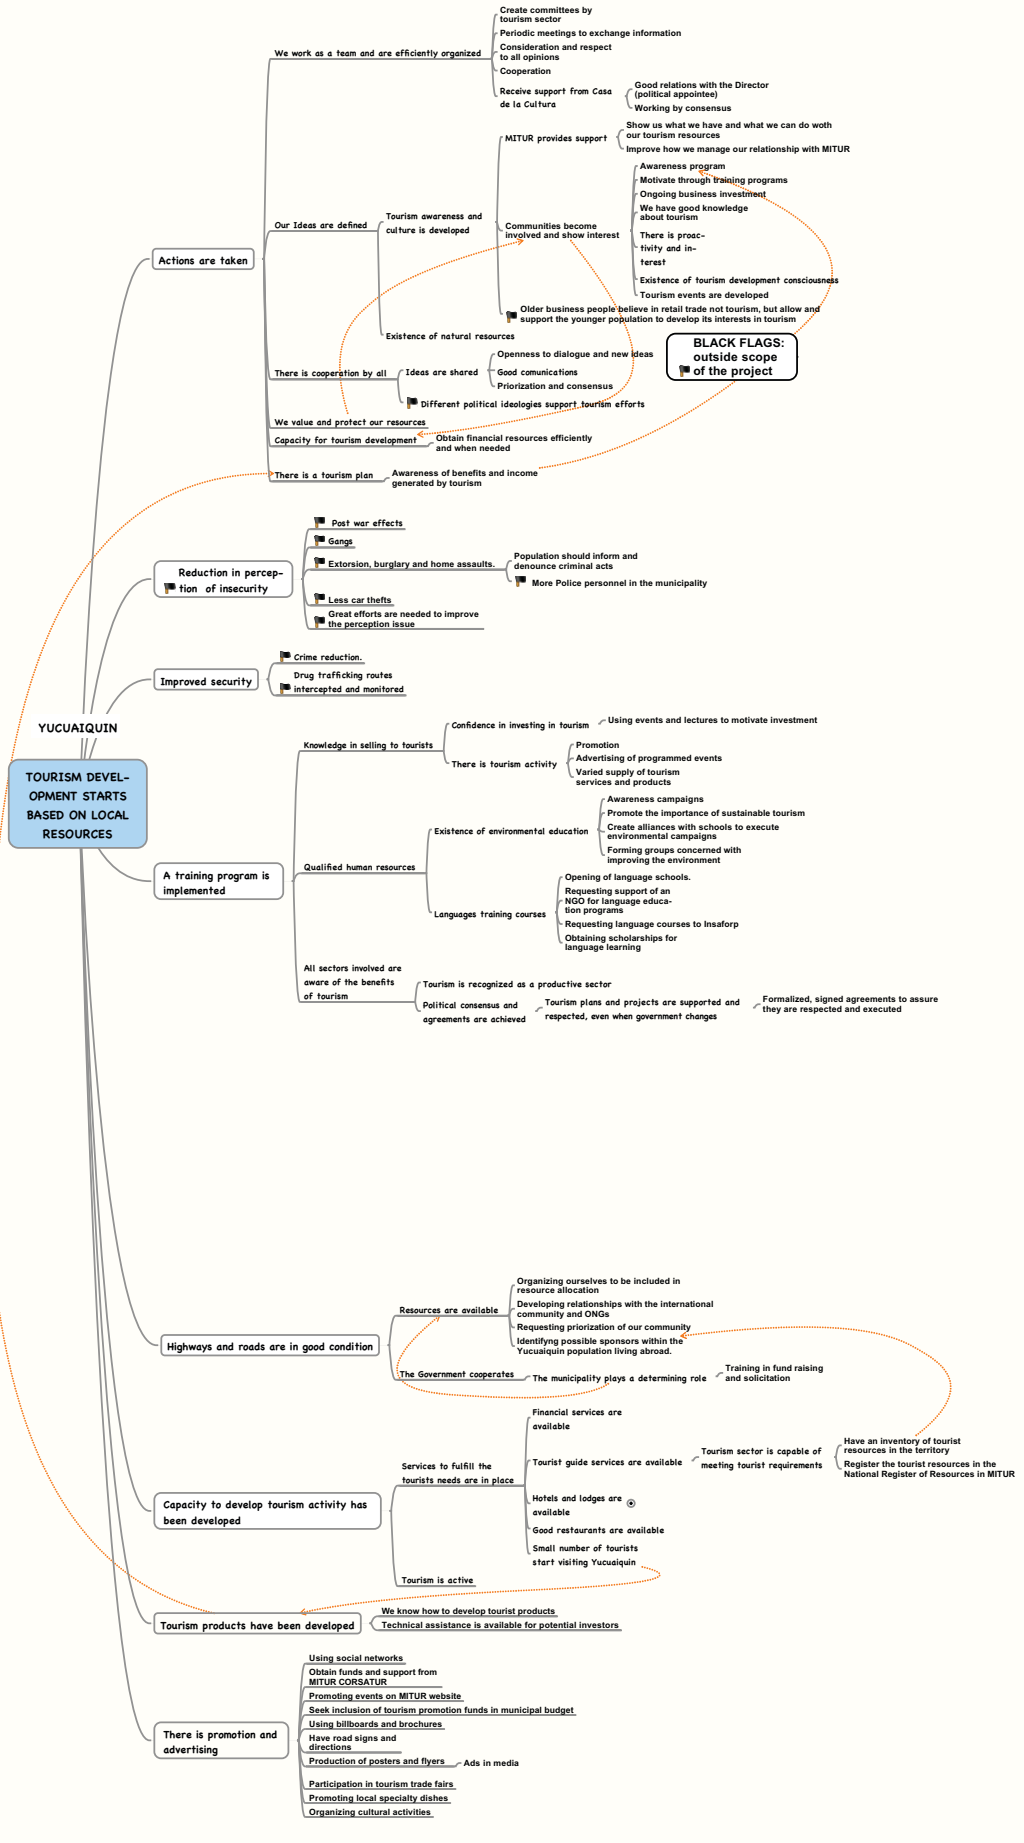 Create committees by
tourism sector
Periodic meetings to exchange information
We work as a team and are efficiently organized
Consideration and respect
to all opinions
Cooperation
Receive support from Casa
de la Cultura
Good relations with the Director
(political appointee)
Working by consensus
MITUR provides support
Show us what we have and what we can do woth
our tourism resources
Improve how we manage our relationship with MITUR
Awareness program
Motivate through training programs
Ongoing business investment
We have good knowledge
about tourism
Our Ideas are defined
Tourism awareness and
culture is developed
Communities become
involved and show interest
There is proac-
tivity and in-
terest
Actions are taken
Existence of tourism development consciousness
Tourism events are developed
Older business people believe in retail trade not tourism, but allow and
support the younger population to develop its interests in tourism
Existence of natural resources
BLACK FLAGS:
outside scope
of the project
Openness to dialogue and new ideas
There is cooperation by all
Ideas are shared
Good comunications
Priorization and consensus
Different political ideologies support tourism efforts
We value and protect our resources
Capacity for tourism development
Obtain financial resources efficiently
and when needed
There is a tourism plan
Awareness of benefits and income
generated by tourism
Post war effects
Gangs
Extorsion, burglary and home assaults.
Population should inform and
denounce criminal acts
More Police personnel in the municipality
Reduction in percep-
tion of insecurity
Less car thefts
Great efforts are needed to improve
the perception issue
Crime reduction.
Improved security
Drug trafficking routes
intercepted and monitored
YUCUAIQUIN
TOURISM DEVEL-
OPMENT STARTS
BASED ON LOCAL
RESOURCES
Confidence in investing in tourism
Using events and lectures to motivate investment
Knowledge in selling to tourists
There is tourism activity
Promotion
Advertising of programmed events
Varied supply of tourism
services and products
Awareness campaigns
Promote the importance of sustainable tourism
Existence of environmental education
Create alliances with schools to execute
environmental campaigns
Forming groups concerned with
improving the environment
A training program is
implemented
Qualified human resources
Opening of language schools.
Requesting support of an
NGO for language educa-
tion programs
Languages training courses
Requesting language courses to Insaforp
Obtaining scholarships for
language learning
All sectors involved are
aware of the benefits
of tourism
Tourism is recognized as a productive sector
Political consensus and
agreements are achieved
Tourism plans and projects are supported and
respected, even when government changes
Formalized, signed agreements to assure
they are respected and executed
Organizing ourselves to be included in
resource allocation
Resources are available
Developing relationships with the international
community and ONGs
Requesting priorization of our community
Identifyng possible sponsors within the
Yucuaiquin population living abroad.
Highways and roads are in good condition
The Government cooperates
The municipality plays a determining role
Training in fund raising
and solicitation
Financial services are
available
Services to fulfill the
tourists needs are in place
Tourist guide services are available
Tourism sector is capable of
meeting tourist requirements
Have an inventory of tourist
resources in the territory
Register the tourist resources in the
National Register of Resources in MITUR
Capacity to develop tourism activity has
been developed
Hotels and lodges are
available
Good restaurants are available
Small number of tourists
start visiting Yucuaiquin
Tourism is active
Tourism products have been developed
We know how to develop tourist products
Technical assistance is available for potential investors
Using social networks
Obtain funds and support from
MITUR CORSATUR
Promoting events on MITUR website
Seek inclusion of tourism promotion funds in municipal budget
Using billboards and brochures
There is promotion and
advertising
Have road signs and
directions
Production of posters and flyers
Ads in media
Participation in tourism trade fairs
Promoting local specialty dishes
Organizing cultural activities